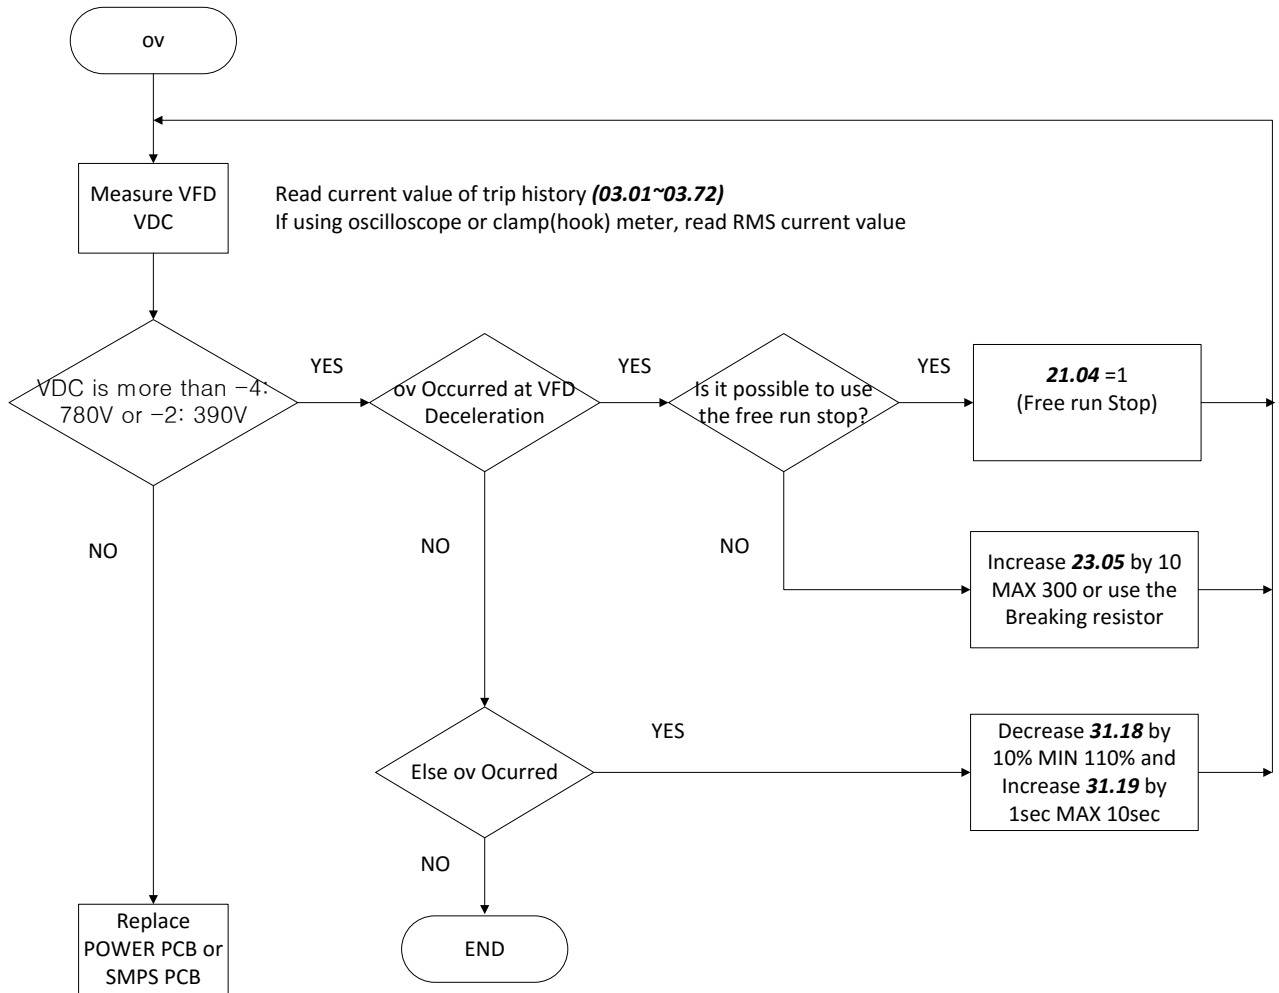 ov
Measure VFD
VDC
Read current value of trip history (03.01~03.72)
If using oscilloscope or clamp(hook) meter, read RMS current value
VDC is more than -4:
780V or -2: 390V
YES
ov Occurred at VFD
Deceleration
YES
Is it possible to use
the free run stop?
YES
21.04 =1
(Free run Stop)
NO
NO
NO
Increase 23.05 by 10
MAX 300 or use the
Breaking resistor
Else ov Ocurred
YES
Decrease 31.18 by
10% MIN 110% and
Increase 31.19 by
1sec MAX 10sec
NO
Replace
POWER PCB or
SMPS PCB
END